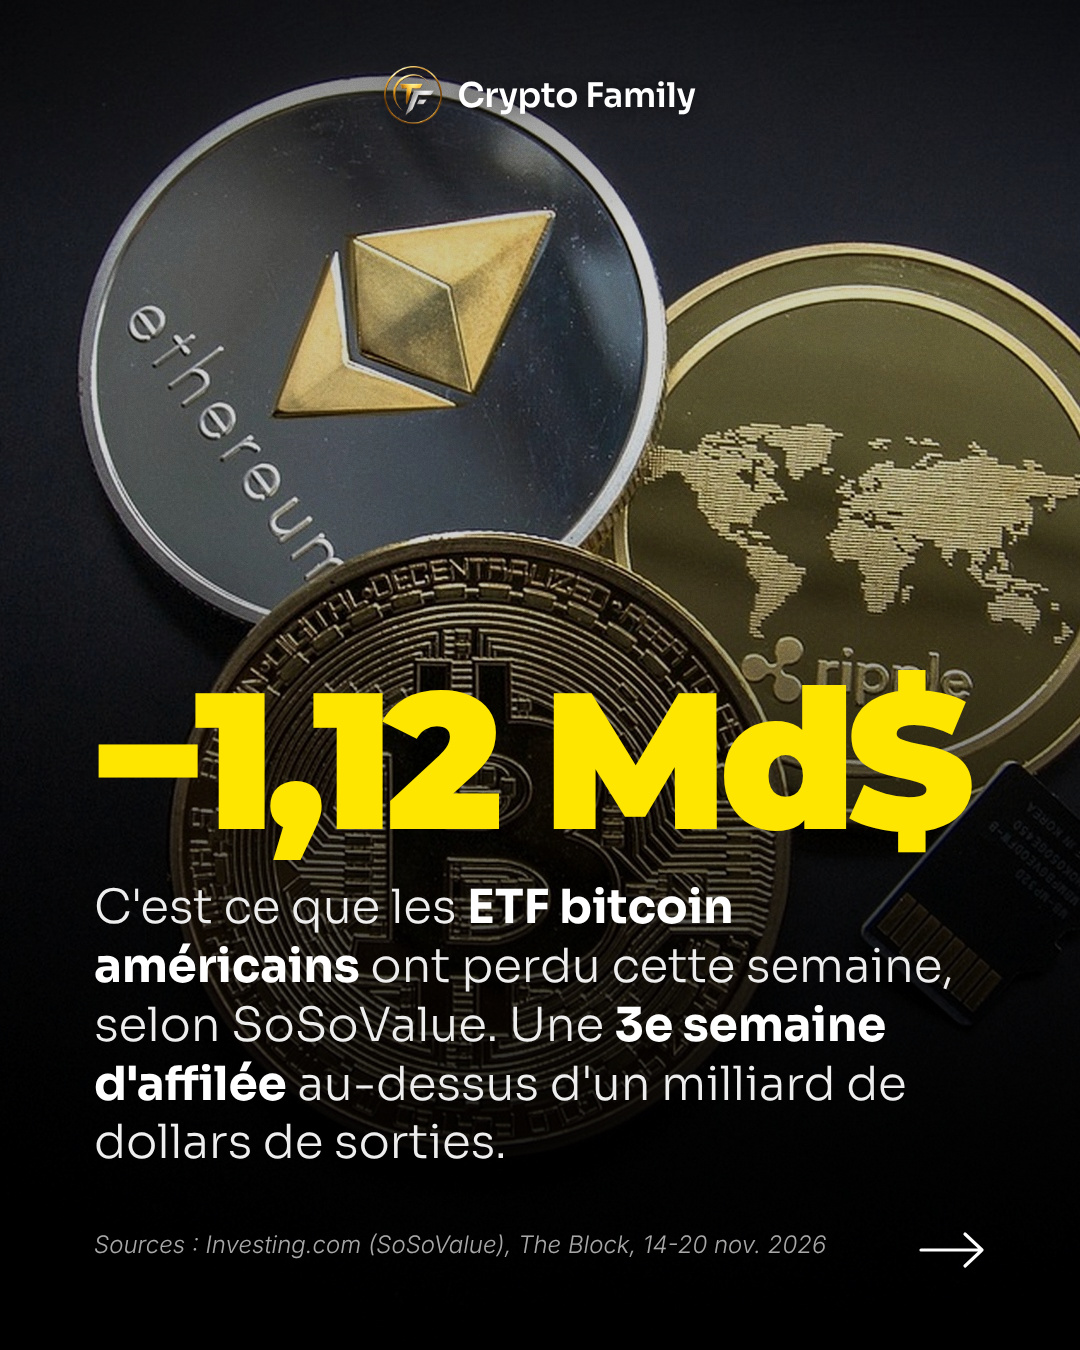 Crypto Family
ethereum
DIGITAL • DECENTRALIZED •
ripple
−1,12 Md$
C'est ce que les ETF bitcoin
américains ont perdu cette semaine,
selon SoSoValue. Une 3e semaine
d'affilée au-dessus d'un milliard de
dollars de sorties.
Sources : Investing.com (SoSoValue), The Block, 14-20 nov. 2026